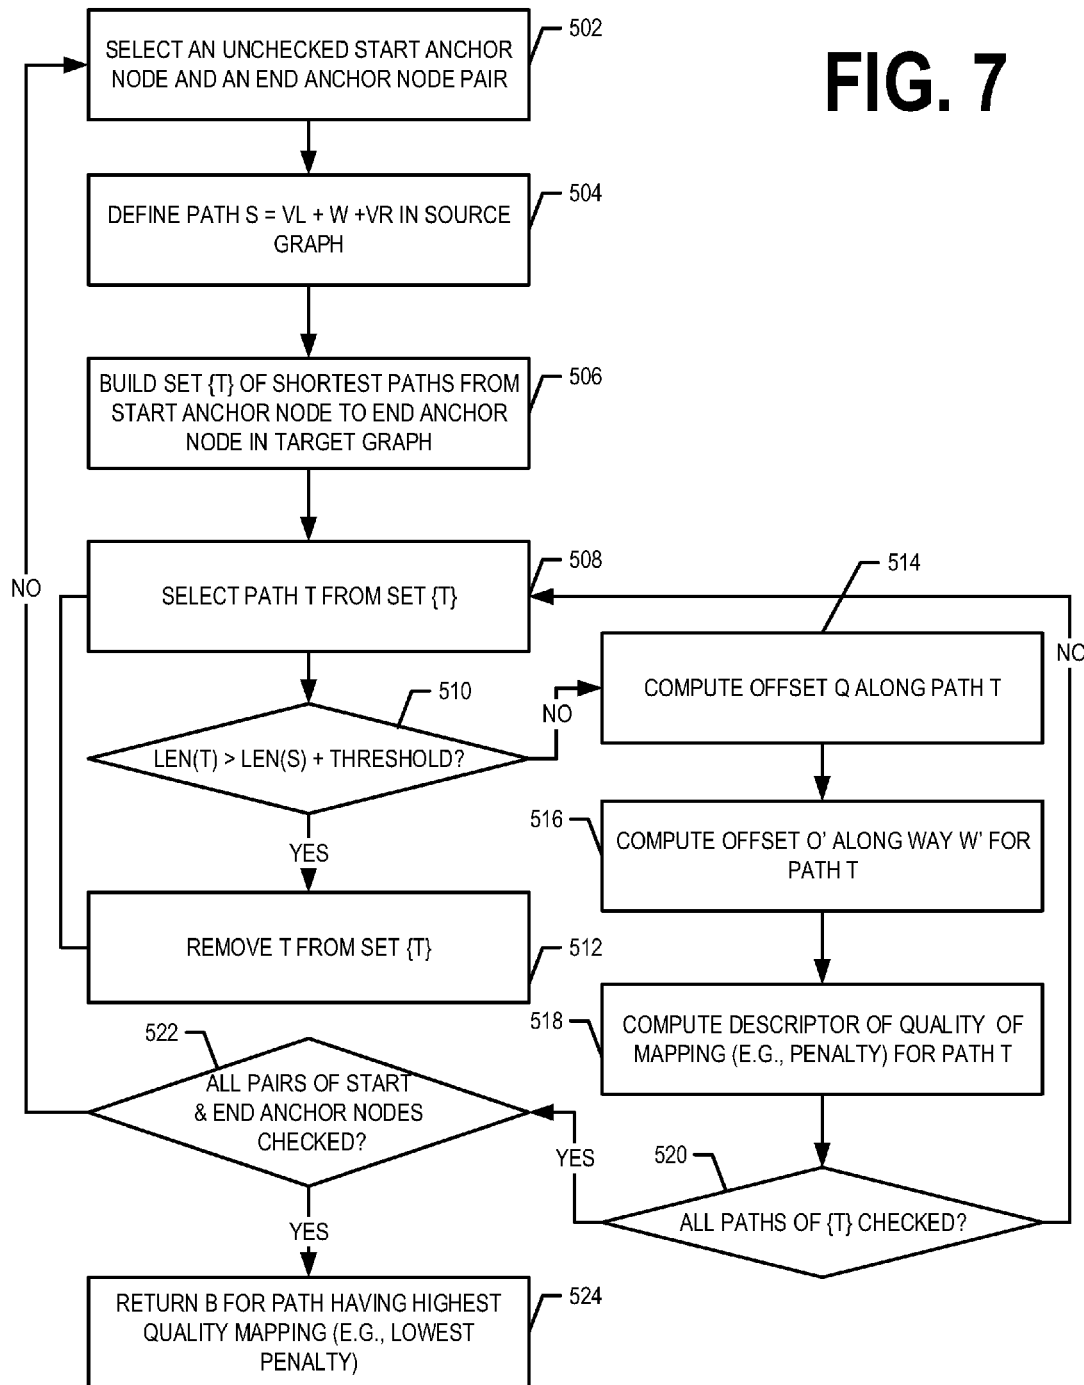 FIG. 7
SELECT AN UNCHECKED START ANCHOR
NODE AND AN END ANCHOR NODE PAIR
502
DEFINE PATH S = VL + W +VR IN SOURCE
GRAPH
504
BUILD SET {T} OF SHORTEST PATHS FROM
START ANCHOR NODE TO END ANCHOR
NODE IN TARGET GRAPH
506
SELECT PATH T FROM SET {T}
508
LEN(T) > LEN(S) + THRESHOLD?
510
NO
YES
REMOVE T FROM SET {T}
512
COMPUTE OFFSET Q ALONG PATH T
514
COMPUTE OFFSET O' ALONG WAY W' FOR
PATH T
516
COMPUTE DESCRIPTOR OF QUALITY OF
MAPPING (E.G., PENALTY) FOR PATH T
518
ALL PATHS OF {T} CHECKED?
520
NO
YES
ALL PAIRS OF START
& END ANCHOR NODES
CHECKED?
522
NO
YES
RETURN B FOR PATH HAVING HIGHEST
QUALITY MAPPING (E.G., LOWEST
PENALTY)
524